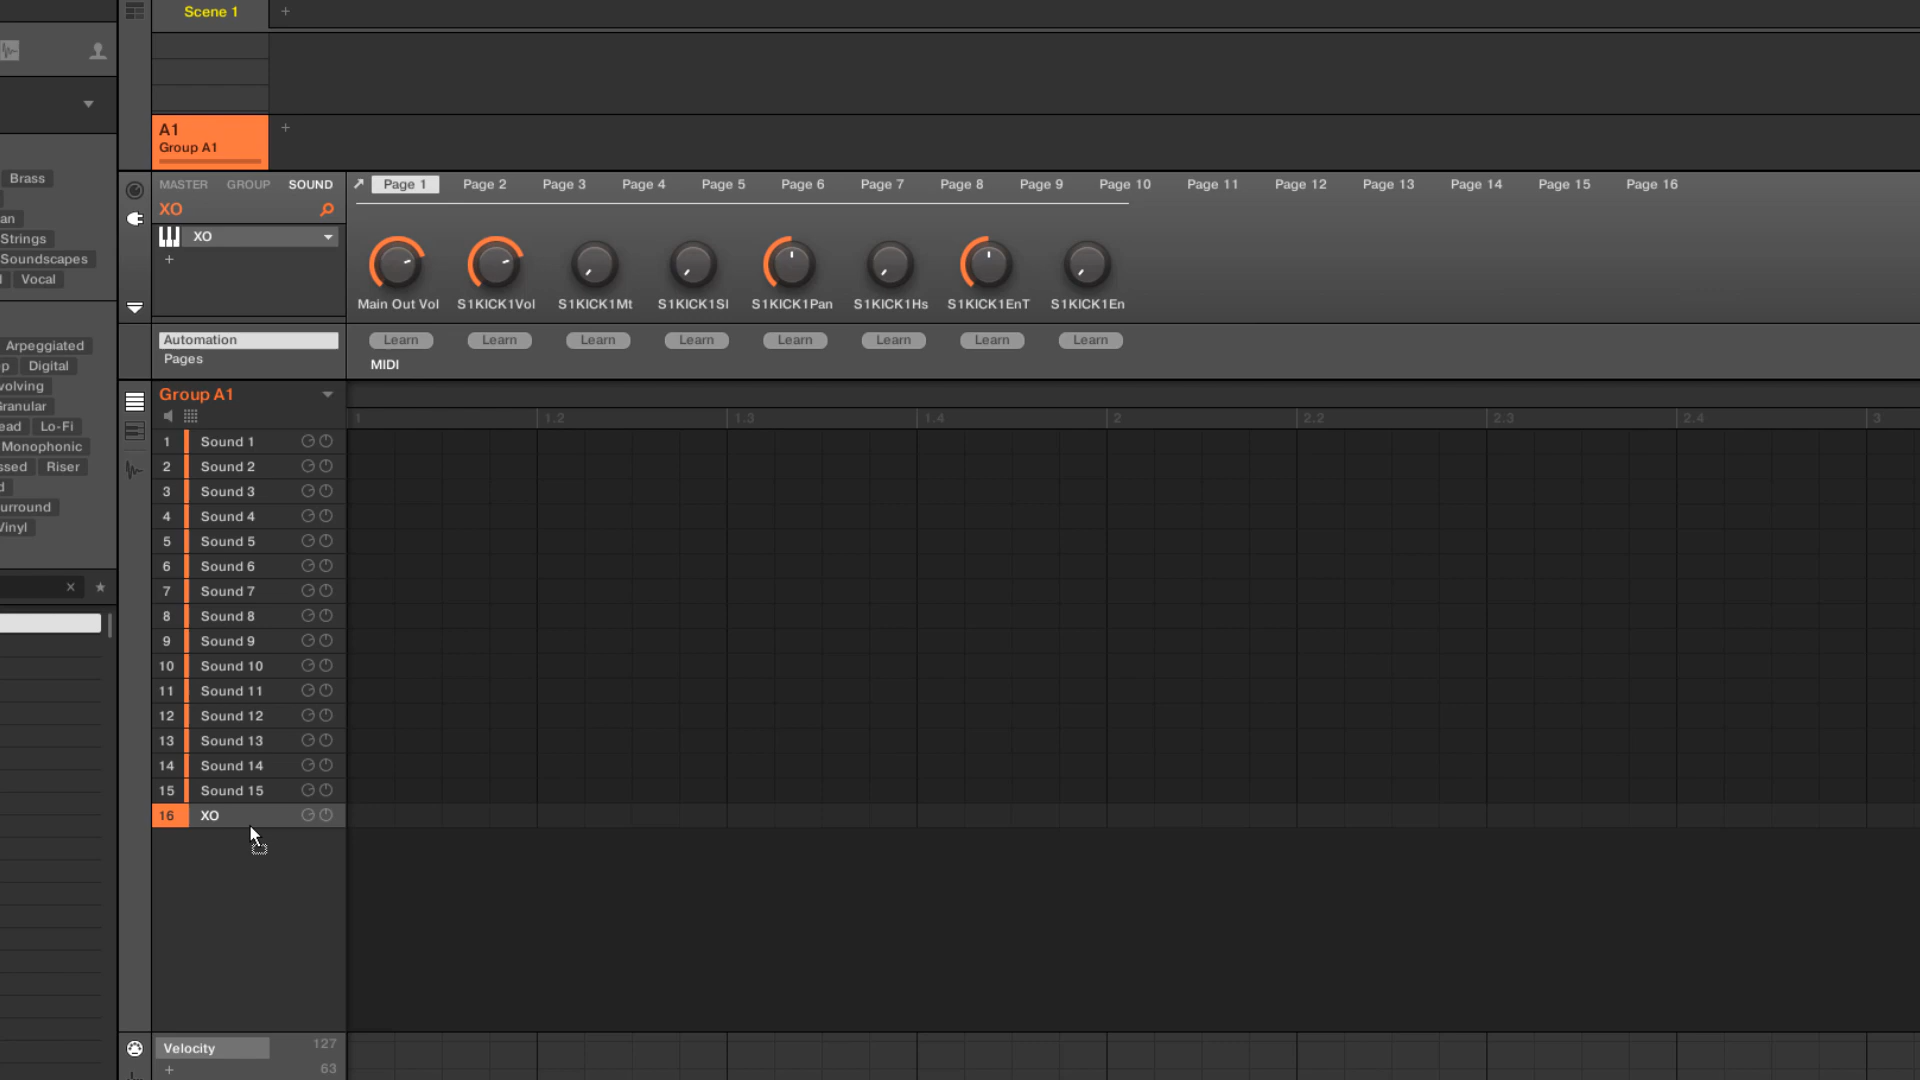 Scene 1 +
A1
Group A1
+
Brass
an
Strings
Soundscapes
Vocal
MASTER GROUP SOUND
Page 1 Page 2 Page 3 Page 4 Page 5 Page 6 Page 7 Page 8 Page 9 Page 10 Page 11 Page 12 Page 13 Page 14 Page 15 Page 16
XO
XO
+
Main Out Vol S1KICK1Vol S1KICK1Mt S1KICK1Sl S1KICK1Pan S1KICK1Hs S1KICK1EnT S1KICK1En
Automation
Pages
Learn Learn Learn Learn Learn Learn Learn Learn
MIDI
Arpeggiated
p Digital
volving
Granular
ead Lo-Fi
Monophonic
ssed Riser
d
urround
Vinyl
Group A1
1 1.2 1.3 1.4 2 2.2 2.3 2.4 3
1 Sound 1
2 Sound 2
3 Sound 3
4 Sound 4
5 Sound 5
6 Sound 6
7 Sound 7
8 Sound 8
9 Sound 9
10 Sound 10
11 Sound 11
12 Sound 12
13 Sound 13
14 Sound 14
15 Sound 15
16 XO
Velocity 127
+ 63